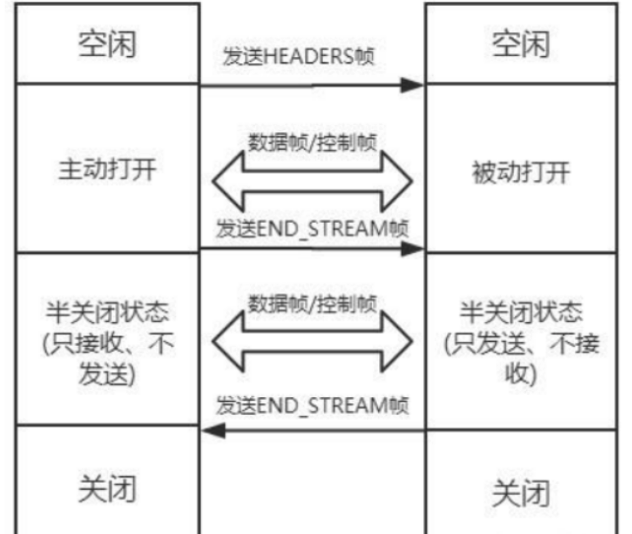 空闲
空闲
发送HEADERS帧
数据帧/控制帧
主动打开
被动打开
发送END_STREAM帧
数据帧/控制帧
半关闭状态
(只接收、不
发送)
半关闭状态
(只发送、不接
收)
发送END_STREAM帧
关闭
关闭